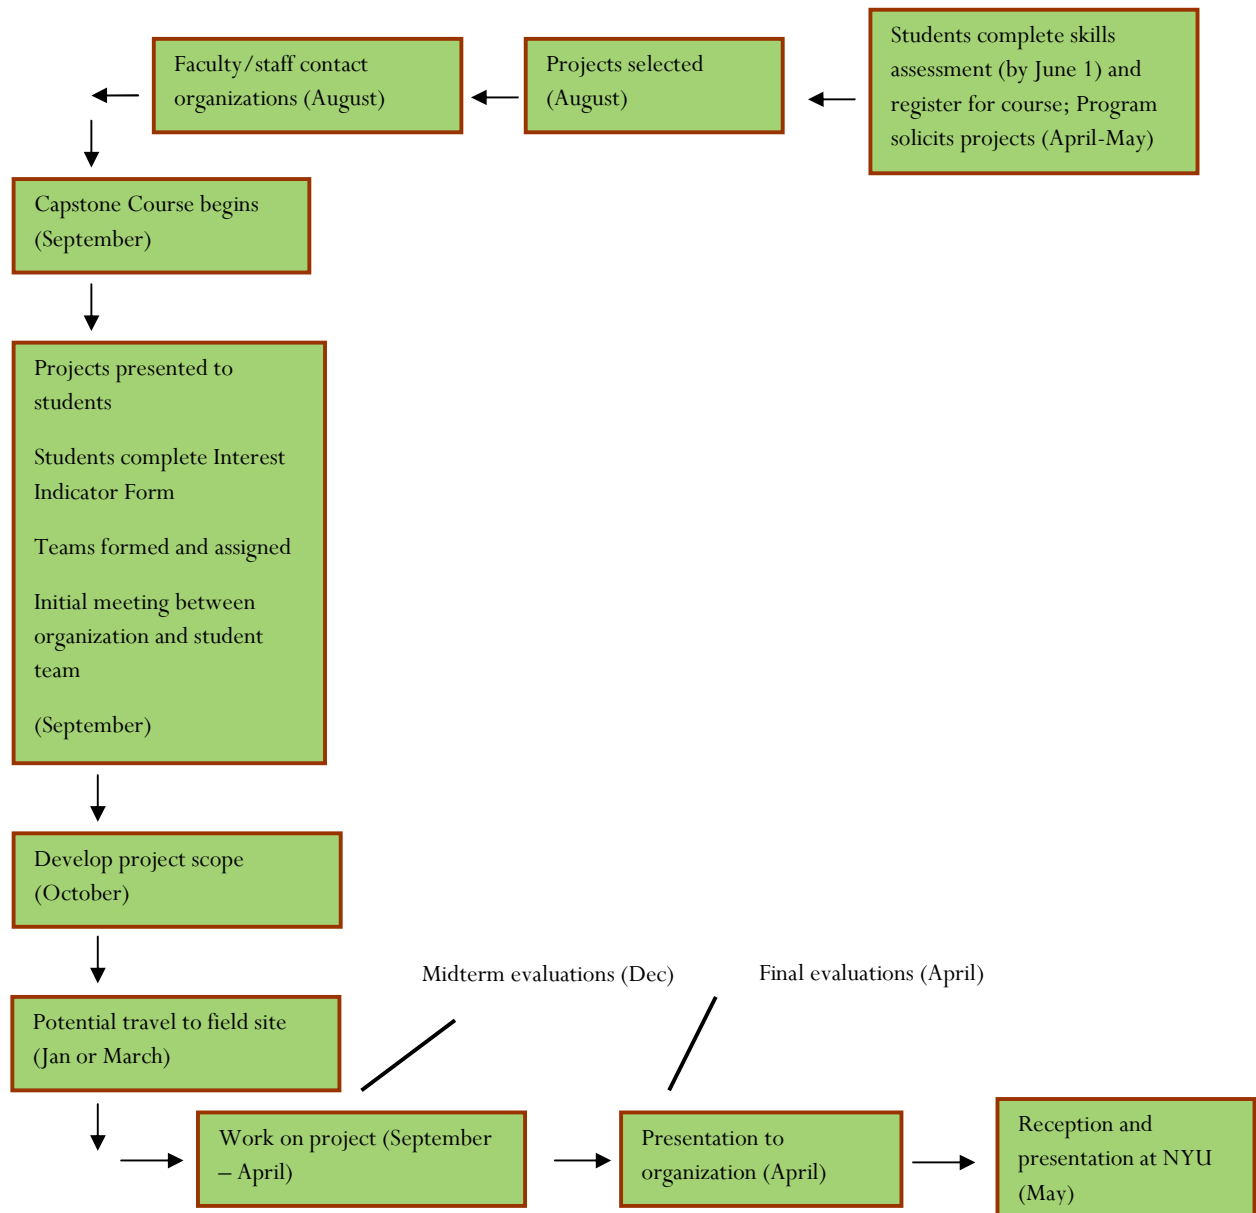 Students complete skills
assessment (by June 1) and
register for course; Program
solicits projects (April-May)
Projects selected
(August)
Faculty/staff contact
organizations (August)
Capstone Course begins
(September)
Projects presented to
students
Students complete Interest
Indicator Form
Teams formed and assigned
Initial meeting between
organization and student
team
(September)
Develop project scope
(October)
Potential travel to field site
(Jan or March)
Midterm evaluations (Dec)
Final evaluations (April)
Work on project (September
– April)
Presentation to
organization (April)
Reception and
presentation at NYU
(May)